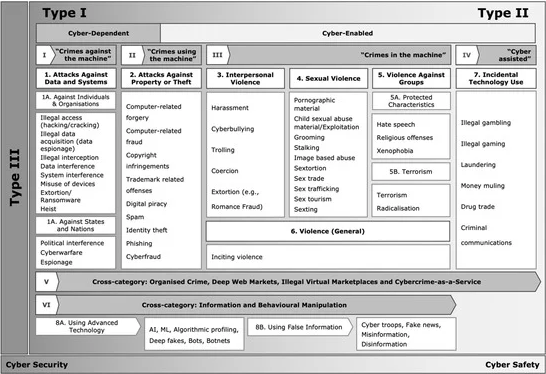 Type I
Type II
Type III
Cyber-Dependent
Cyber-Enabled
I
"Crimes against
the machine"
II
"Crimes using
the machine"
III
"Crimes in the machine"
IV
"Cyber
assisted"
1. Attacks Against
Data and Systems
2. Attacks Against
Property or Theft
3. Interpersonal
Violence
4. Sexual Violence
5. Violence Against
Groups
7. Incidental
Technology Use
1A. Against Individuals
& Organisations
Illegal access
(hacking/cracking)
Illegal data
acquisition (data
espionage)
Illegal interception
Data interference
System interference
Misuse of devices
Extortion/
Ransomware
Heist
1A. Against States
and Nations
Political interference
Cyberwarfare
Espionage
Computer-related
forgery
Computer-related
fraud
Copyright
infringements
Trademark related
offenses
Digital piracy
Spam
Identity theft
Phishing
Cyberfraud
Harassment
Cyberbullying
Trolling
Coercion
Extortion (e.g.,
Romance Fraud)
Pornographic
material
Child sexual abuse
material/Exploitation
Grooming
Stalking
Image based abuse
Sextortion
Sex trade
Sex trafficking
Sex tourism
Sexting
5A. Protected
Characteristics
Hate speech
Religious offenses
Xenophobia
5B. Terrorism
Terrorism
Radicalisation
6. Violence (General)
Inciting violence
Illegal gambling
Illegal gaming
Laundering
Money muling
Drug trade
Criminal
communications
V
Cross-category: Organised Crime, Deep Web Markets, Illegal Virtual Marketplaces and Cybercrime-as-a-Service
VI
Cross-category: Information and Behavioural Manipulation
8A. Using Advanced
Technology
AI, ML, Algorithmic profiling,
Deep fakes, Bots, Botnets
8B. Using False Information
Cyber troops, Fake news,
Misinformation,
Disinformation
Cyber Security
Cyber Safety